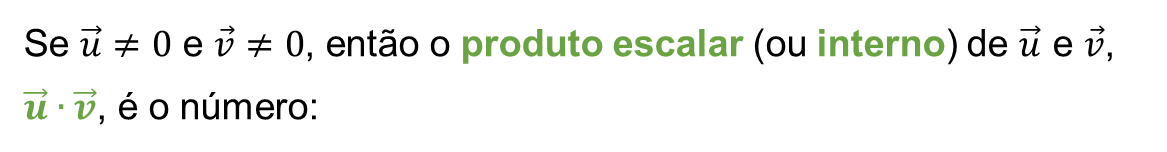 Se u⃗ ≠ 0 e v⃗ ≠ 0, então o produto escalar (ou interno) de u⃗ e v⃗,
u⃗ · v⃗, é o número: